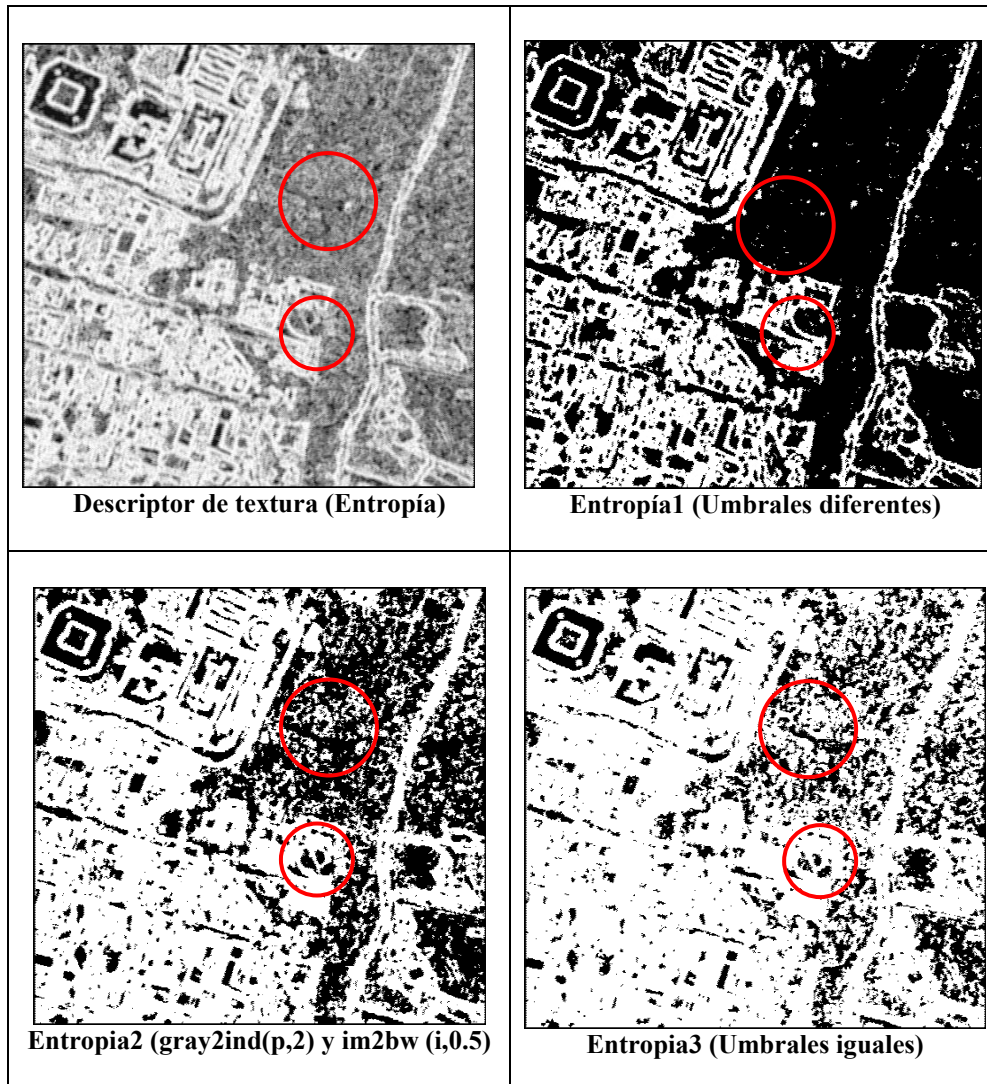 Descriptor de textura (Entropía)
Entropía1 (Umbrales diferentes)
Entropia2 (gray2ind(p,2) y im2bw (i,0.5)
Entropia3 (Umbrales iguales)